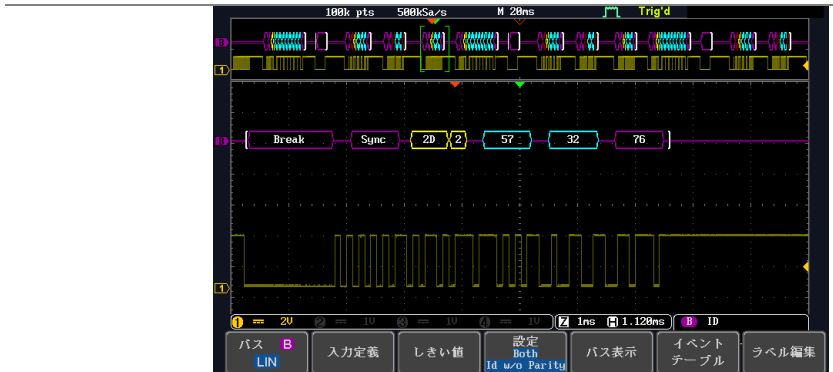 100k pts 500kSa/s M 20ms Trig'd
B
1
B Break Sync 2D 2 57 32 76
1
1 2V 2 1V 3 1V 4 1V Z 1ms H 1.120ms B ID
バス B
LIN
入力定義
しきい値
設定
Both
Id w/o Parity
バス表示
イベント
テーブル
ラベル編集